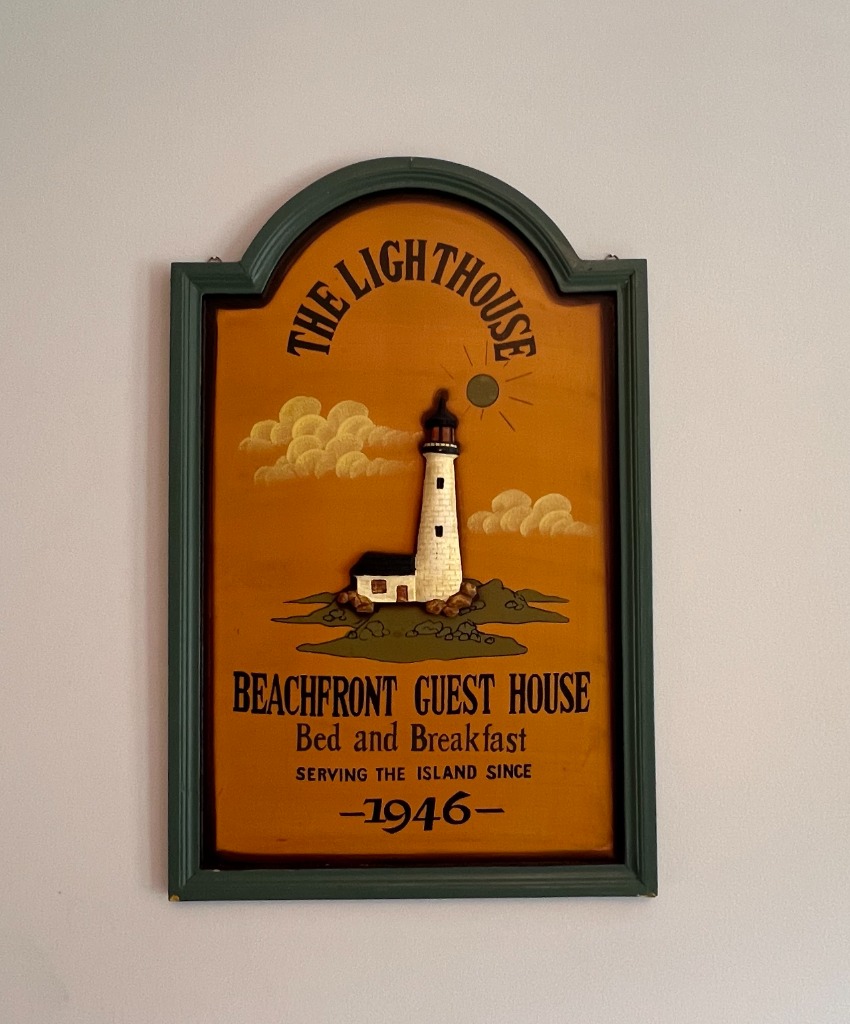 THE LIGHTHOUSE
BEACHFRONT GUEST HOUSE
Bed and Breakfast
SERVING THE ISLAND SINCE
-1946-